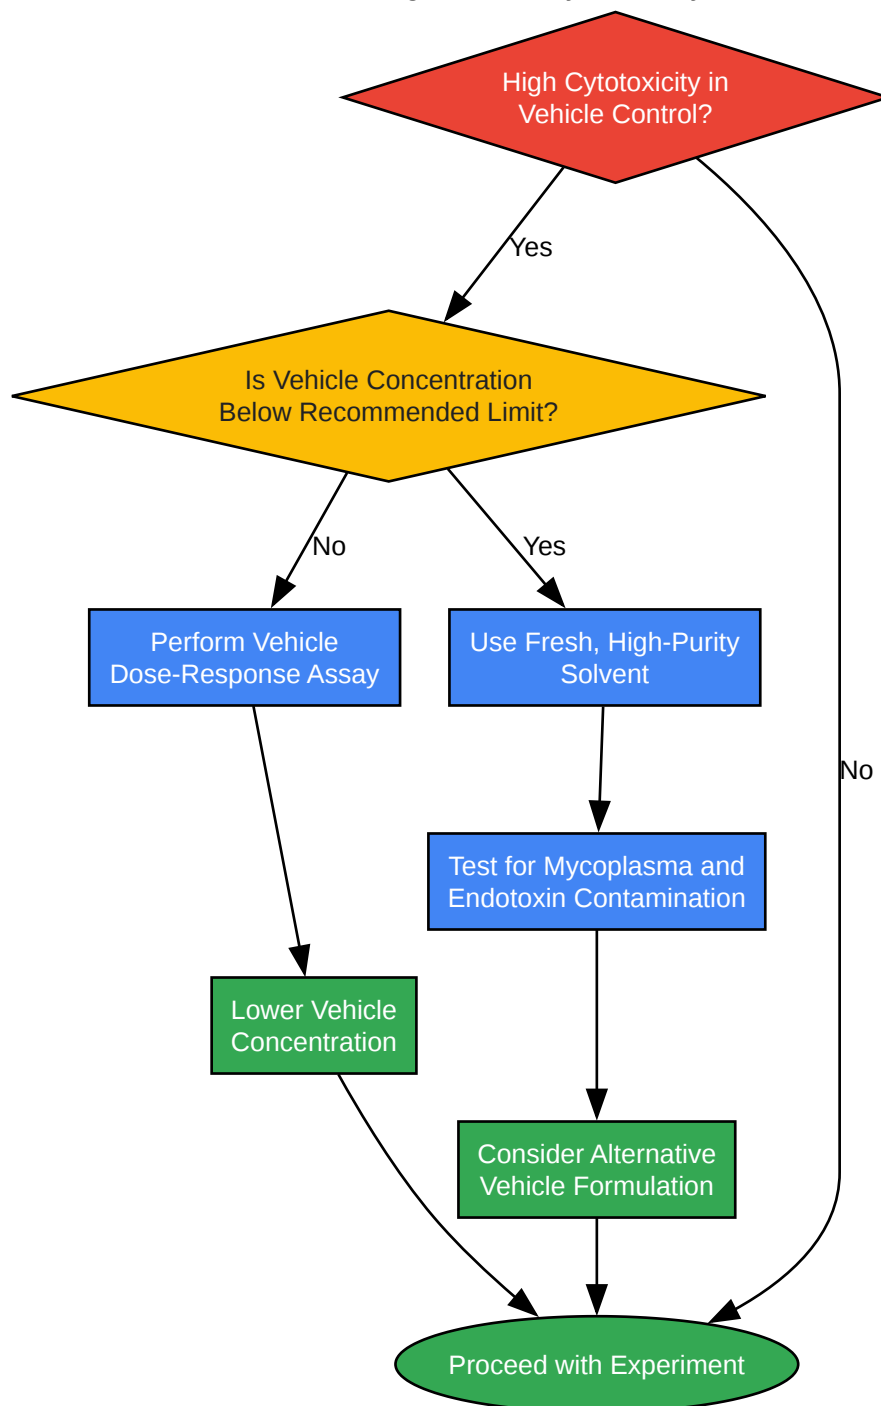 High Cytotoxicity in
Vehicle Control?
Yes
Is Vehicle Concentration
Below Recommended Limit?
No
Yes
Perform Vehicle
Dose-Response Assay
Use Fresh, High-Purity
Solvent
No
Test for Mycoplasma and
Endotoxin Contamination
Lower Vehicle
Concentration
Consider Alternative
Vehicle Formulation
Proceed with Experiment